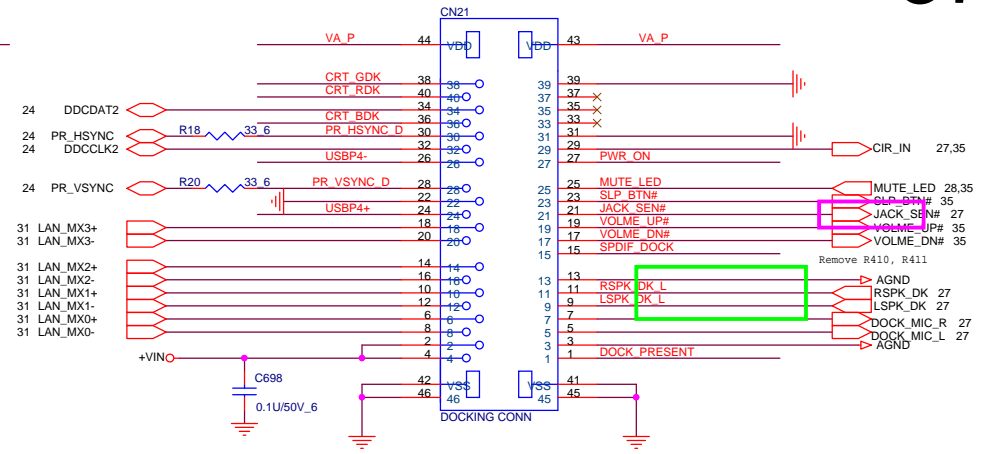 CN21
VA_P 44 VDD VDD 43 VA_P
CRT_GDK 38 38 39 39
CRT_RDK 40 40 37 37
24 DDCDAT2 34 34 35 35
CRT_BDK 36 36 33 33
24 PR_HSYNC R18 33_6 PR_HSYNC_D 30 30 31 31
24 DDCCLK2 32 32 29 29 CIR_IN 27,35
USBP4- 26 26 27 27 PWR_ON
24 PR_VSYNC R20 33_6 PR_VSYNC_D 28 28 25 25 MUTE_LED MUTE_LED 28,35
22 22 23 23 SLP_BTN# SLP_BTN# 35
USBP4+ 24 24 21 21 JACK_SEN# JACK_SEN# 27
31 LAN_MX3+ 18 18 19 19 VOLME_UP# VOLME_UP# 35
31 LAN_MX3- 20 20 17 17 VOLME_DN# VOLME_DN# 35
15 15 SPDIF_DOCK
Remove R410, R411
31 LAN_MX2+ 14 14
31 LAN_MX2- 16 16 13 13 AGND
31 LAN_MX1+ 10 10 11 11 RSPK_DK_L RSPK_DK 27
31 LAN_MX1- 12 12 9 9 LSPK_DK_L LSPK_DK 27
31 LAN_MX0+ 6 6 7 7 DOCK_MIC_R 27
31 LAN_MX0- 8 8 5 5 DOCK_MIC_L 27
2 2 3 3 AGND
+VIN 4 4 1 1 DOCK_PRESENT
C698
0.1U/50V_6
42 VSS VSS 41
46 46 45 45
DOCKING CONN